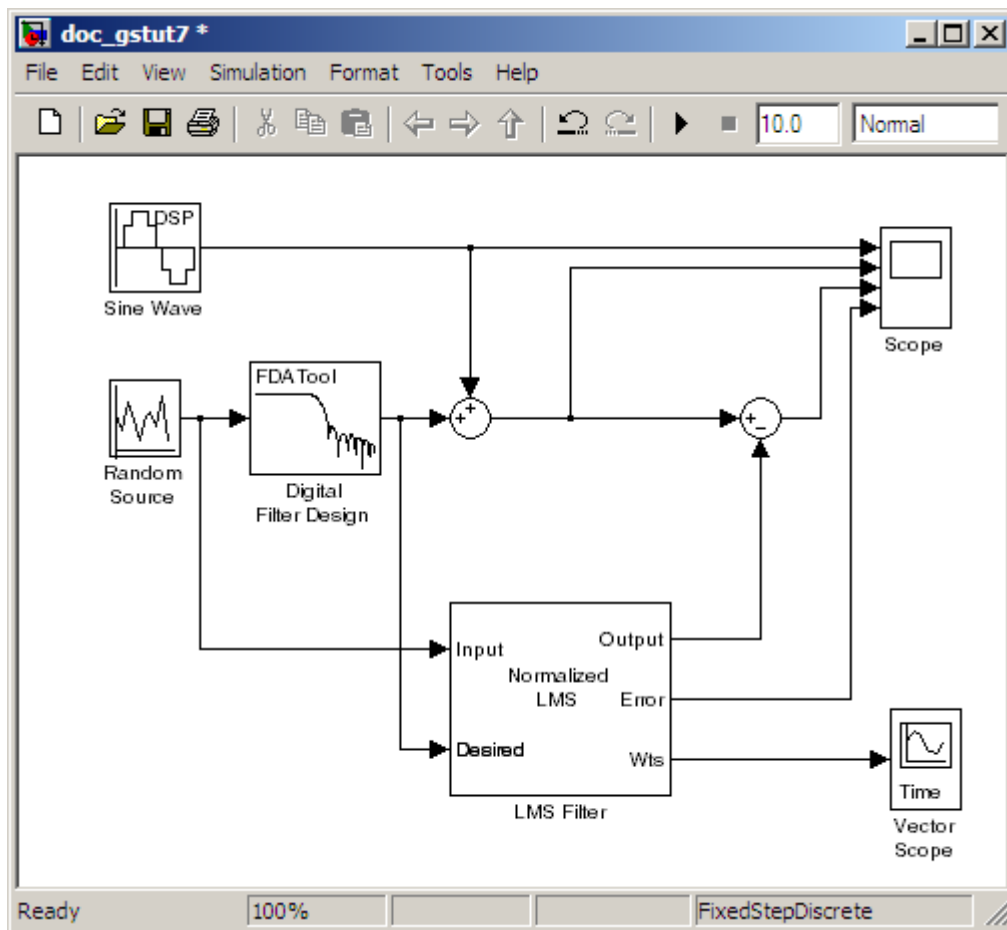 doc_gstut7 *
File Edit View Simulation Format Tools Help
10.0 Normal
DSP
Sine Wave
Scope
FDATool
Random
Source
Digital
Filter Design
+ +
+ -
Input
Output
Normalized
LMS
Error
Desired
Wts
LMS Filter
Time
Vector
Scope
Ready 100% FixedStepDiscrete